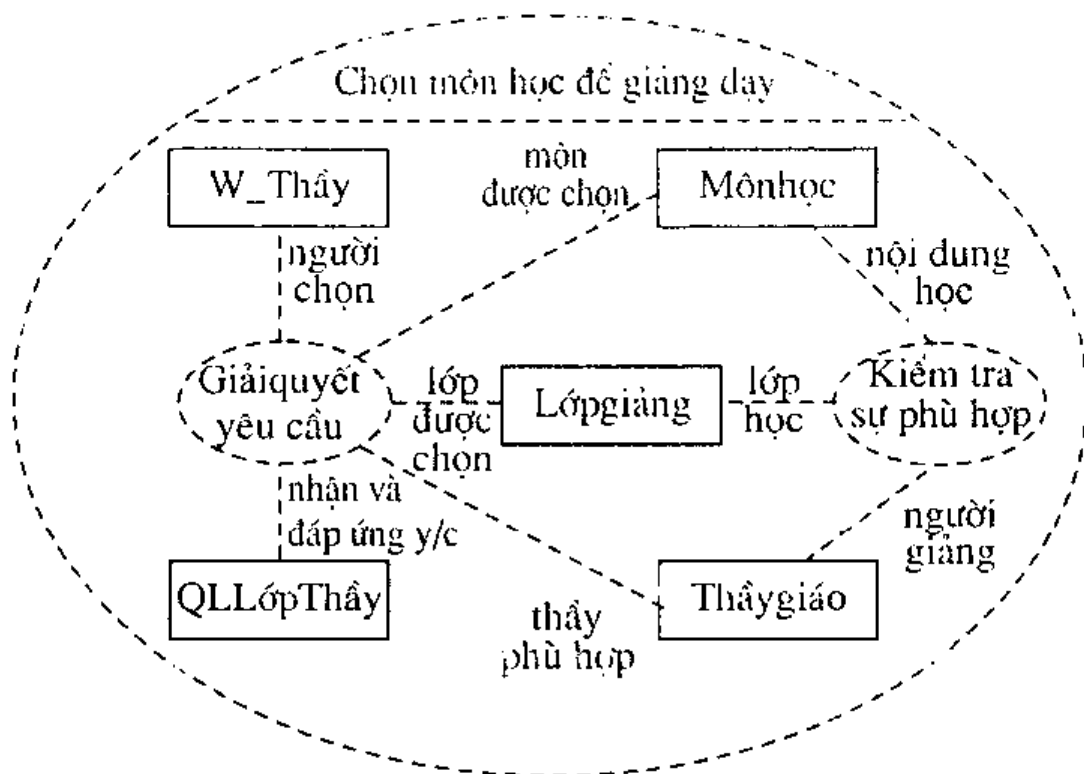 Chọn môn học để giảng dạy
W_Thầy
môn
được chọn
Mônhọc
người
chọn
nội dung
học
Giảiquyết
yêu cầu
lớp
được
chọn
Lớpgiảng
lớp
học
Kiểm tra
sự phù hợp
nhận và
đáp ứng y/c
người
giảng
QLLớpThầy
thầy
phù hợp
Thầygiáo